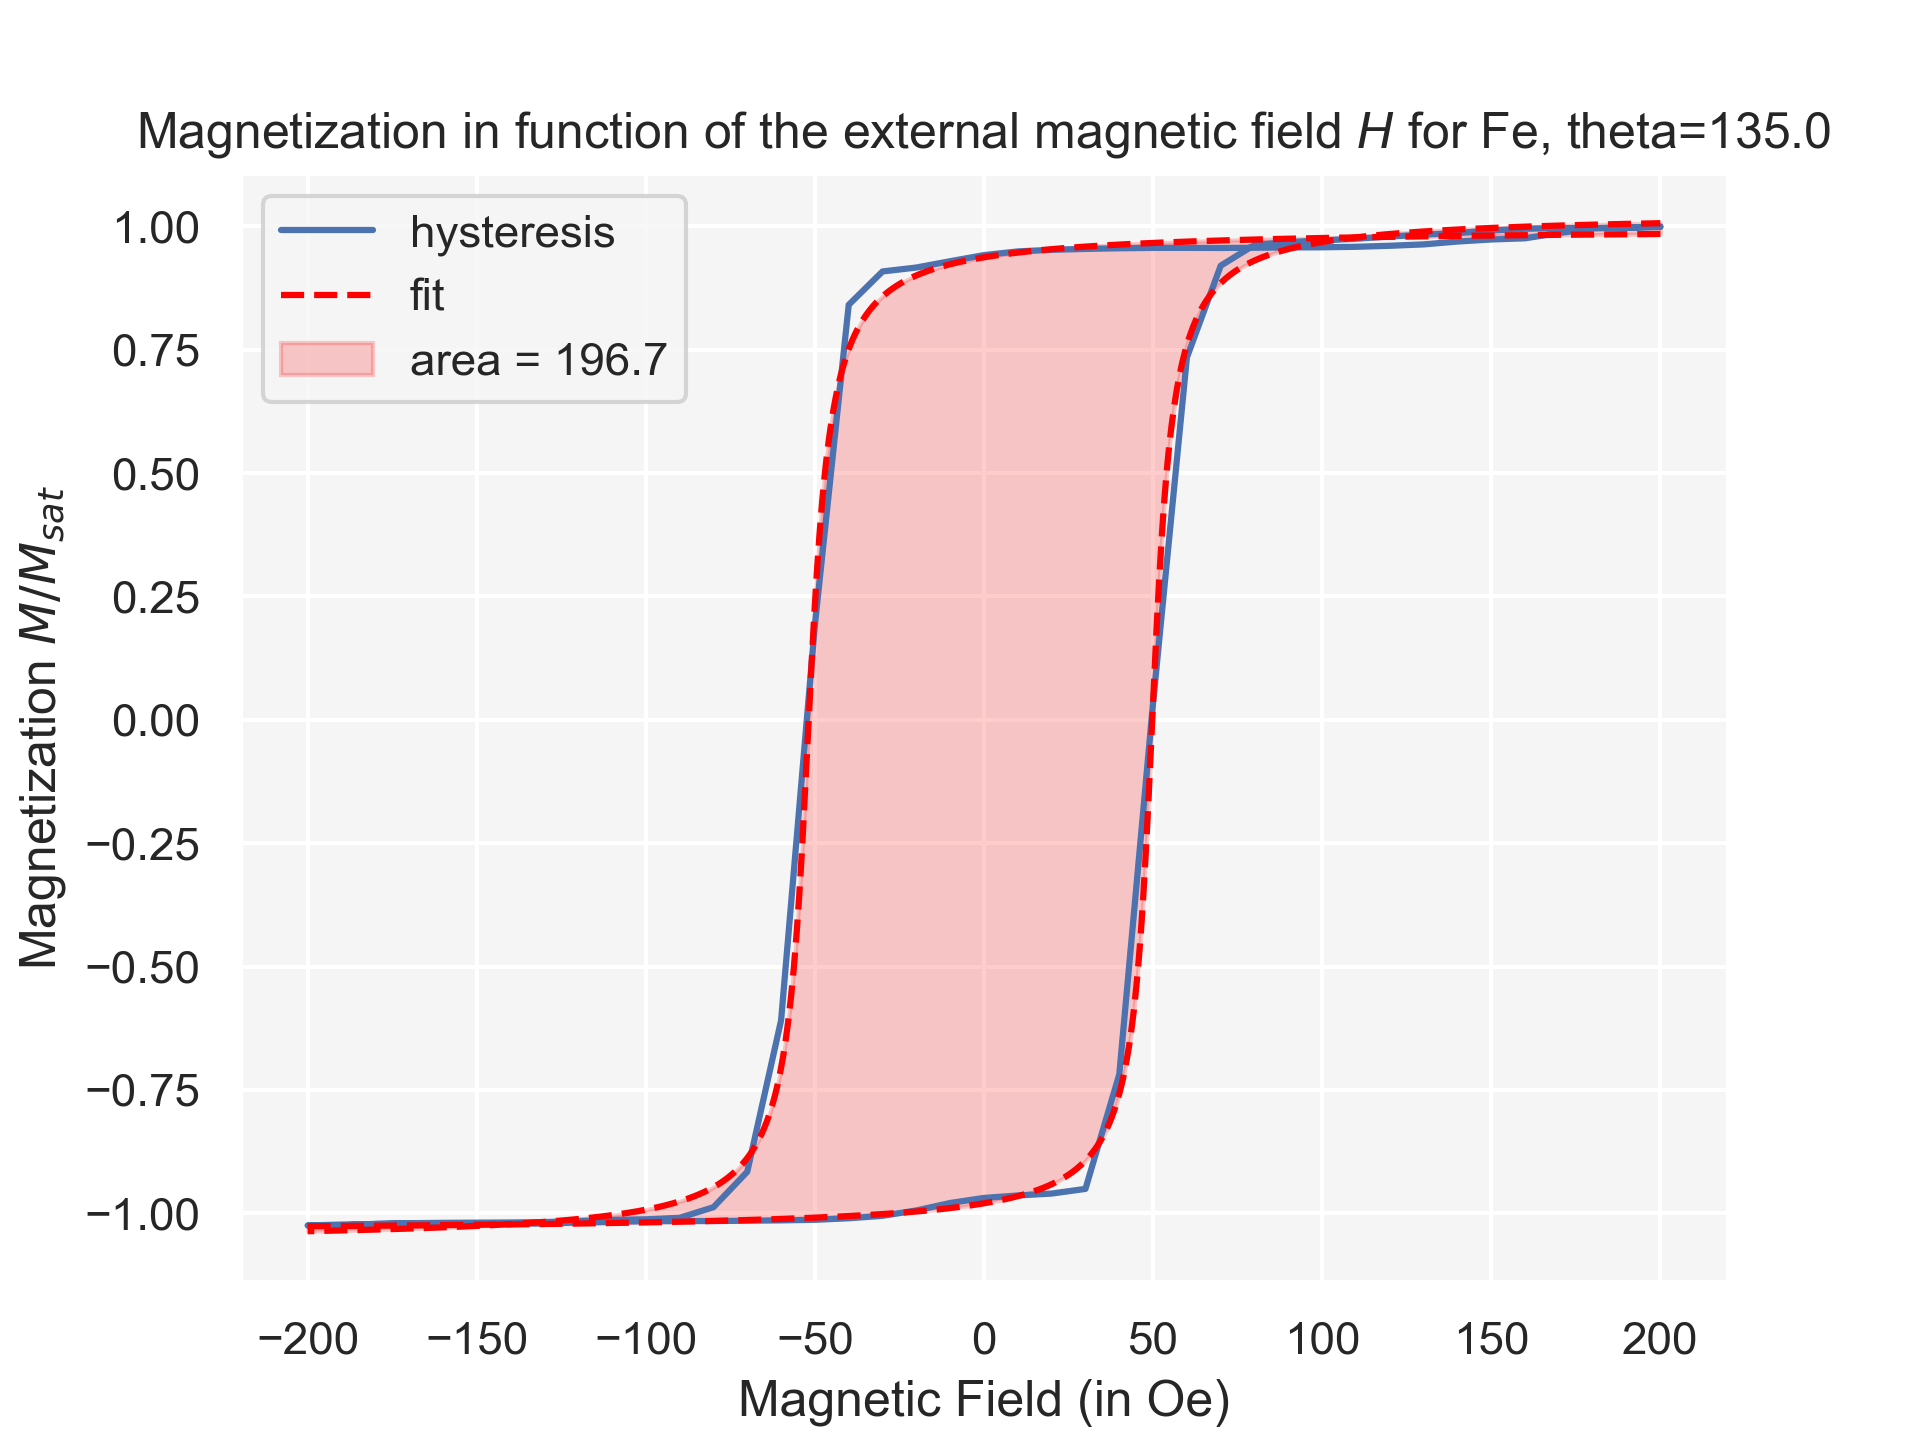 Magnetization in function of the external magnetic field H for Fe, theta=135.0
hysteresis
fit
area = 196.7
Magnetization M/M_sat
1.00
0.75
0.50
0.25
0.00
−0.25
−0.50
−0.75
−1.00
−200 −150 −100 −50 0 50 100 150 200
Magnetic Field (in Oe)